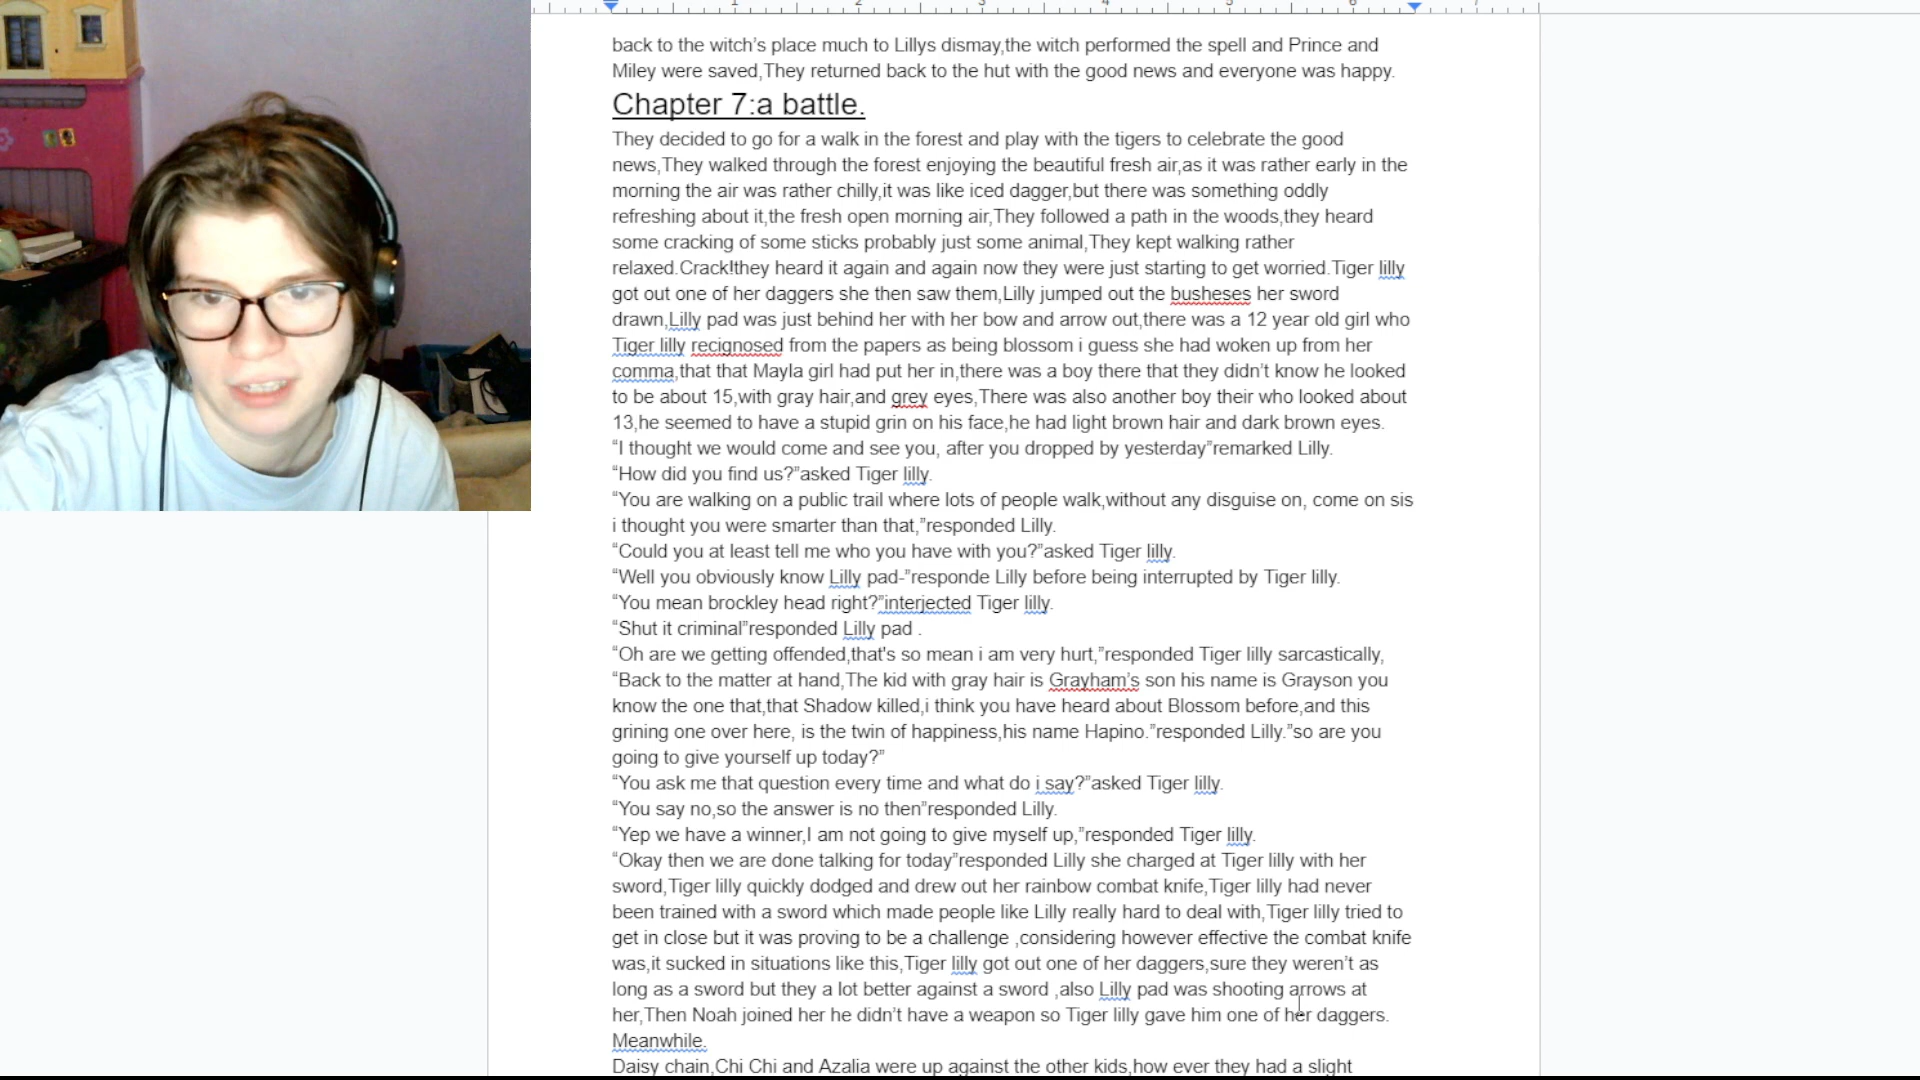 1 2 3 4 5 6 7
back to the witch’s place much to Lillys dismay,the witch performed the spell and Prince and
Miley were saved,They returned back to the hut with the good news and everyone was happy.
Chapter 7:a battle.
They decided to go for a walk in the forest and play with the tigers to celebrate the good
news,They walked through the forest enjoying the beautiful fresh air,as it was rather early in the
morning the air was rather chilly,it was like iced dagger,but there was something oddly
refreshing about it,the fresh open morning air,They followed a path in the woods,they heard
some cracking of some sticks probably just some animal,They kept walking rather
relaxed.Crack!they heard it again and again now they were just starting to get worried.Tiger lilly
got out one of her daggers she then saw them,Lilly jumped out the busheses her sword
drawn,Lilly pad was just behind her with her bow and arrow out,there was a 12 year old girl who
Tiger lilly recignosed from the papers as being blossom i guess she had woken up from her
comma,that that Mayla girl had put her in,there was a boy there that they didn’t know he looked
to be about 15,with gray hair,and grey eyes,There was also another boy their who looked about
13,he seemed to have a stupid grin on his face,he had light brown hair and dark brown eyes.
“I thought we would come and see you, after you dropped by yesterday”remarked Lilly.
“How did you find us?”asked Tiger lilly.
“You are walking on a public trail where lots of people walk,without any disguise on, come on sis
i thought you were smarter than that,”responded Lilly.
“Could you at least tell me who you have with you?”asked Tiger lilly.
“Well you obviously know Lilly pad-”responde Lilly before being interrupted by Tiger lilly.
“You mean brockley head right?”interjected Tiger lilly.
“Shut it criminal”responded Lilly pad .
“Oh are we getting offended,that's so mean i am very hurt,”responded Tiger lilly sarcastically,
“Back to the matter at hand,The kid with gray hair is Grayham’s son his name is Grayson you
know the one that,that Shadow killed,i think you have heard about Blossom before,and this
grining one over here, is the twin of happiness,his name Hapino.”responded Lilly.”so are you
going to give yourself up today?”
“You ask me that question every time and what do i say?”asked Tiger lilly.
“You say no,so the answer is no then”responded Lilly.
“Yep we have a winner,I am not going to give myself up,”responded Tiger lilly.
“Okay then we are done talking for today”responded Lilly she charged at Tiger lilly with her
sword,Tiger lilly quickly dodged and drew out her rainbow combat knife,Tiger lilly had never
been trained with a sword which made people like Lilly really hard to deal with,Tiger lilly tried to
get in close but it was proving to be a challenge ,considering however effective the combat knife
was,it sucked in situations like this,Tiger lilly got out one of her daggers,sure they weren’t as
long as a sword but they a lot better against a sword ,also Lilly pad was shooting arrows at
her,Then Noah joined her he didn’t have a weapon so Tiger lilly gave him one of her daggers.
Meanwhile.
Daisy chain,Chi Chi and Azalia were up against the other kids,how ever they had a slight